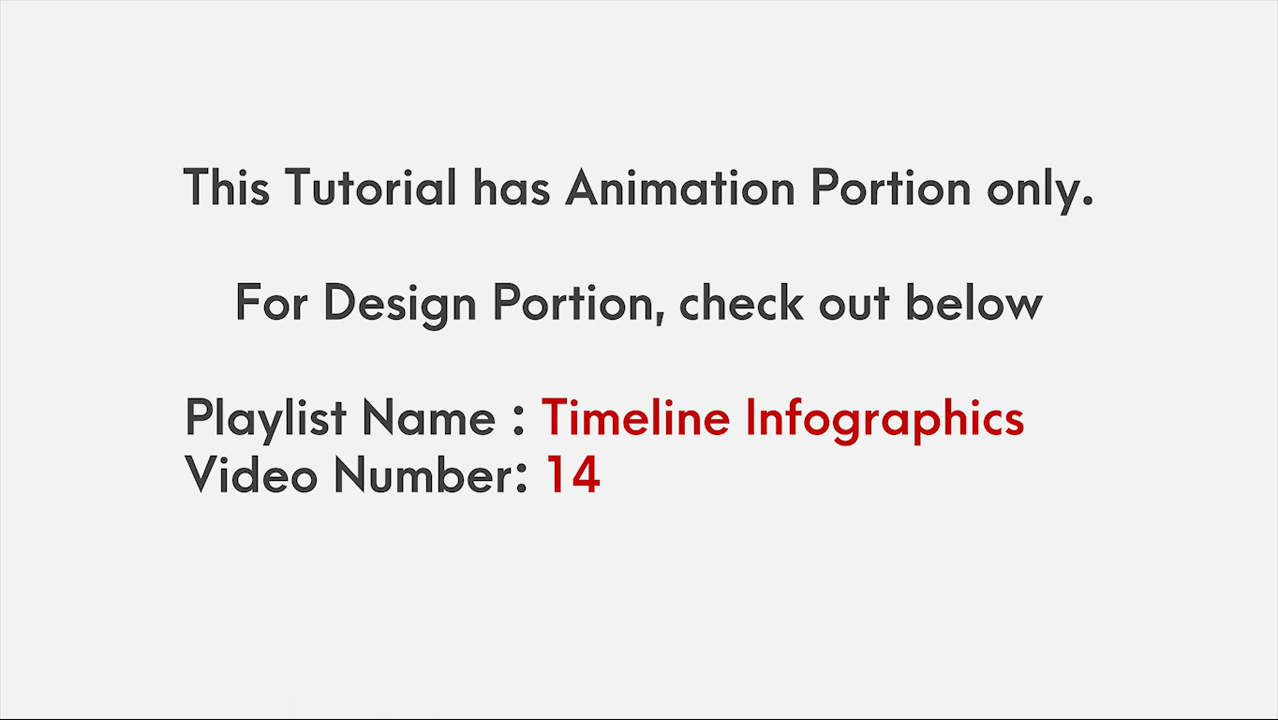 This Tutorial has Animation Portion only.
For Design Portion, check out below
Playlist Name : Timeline Infographics
Video Number: 14